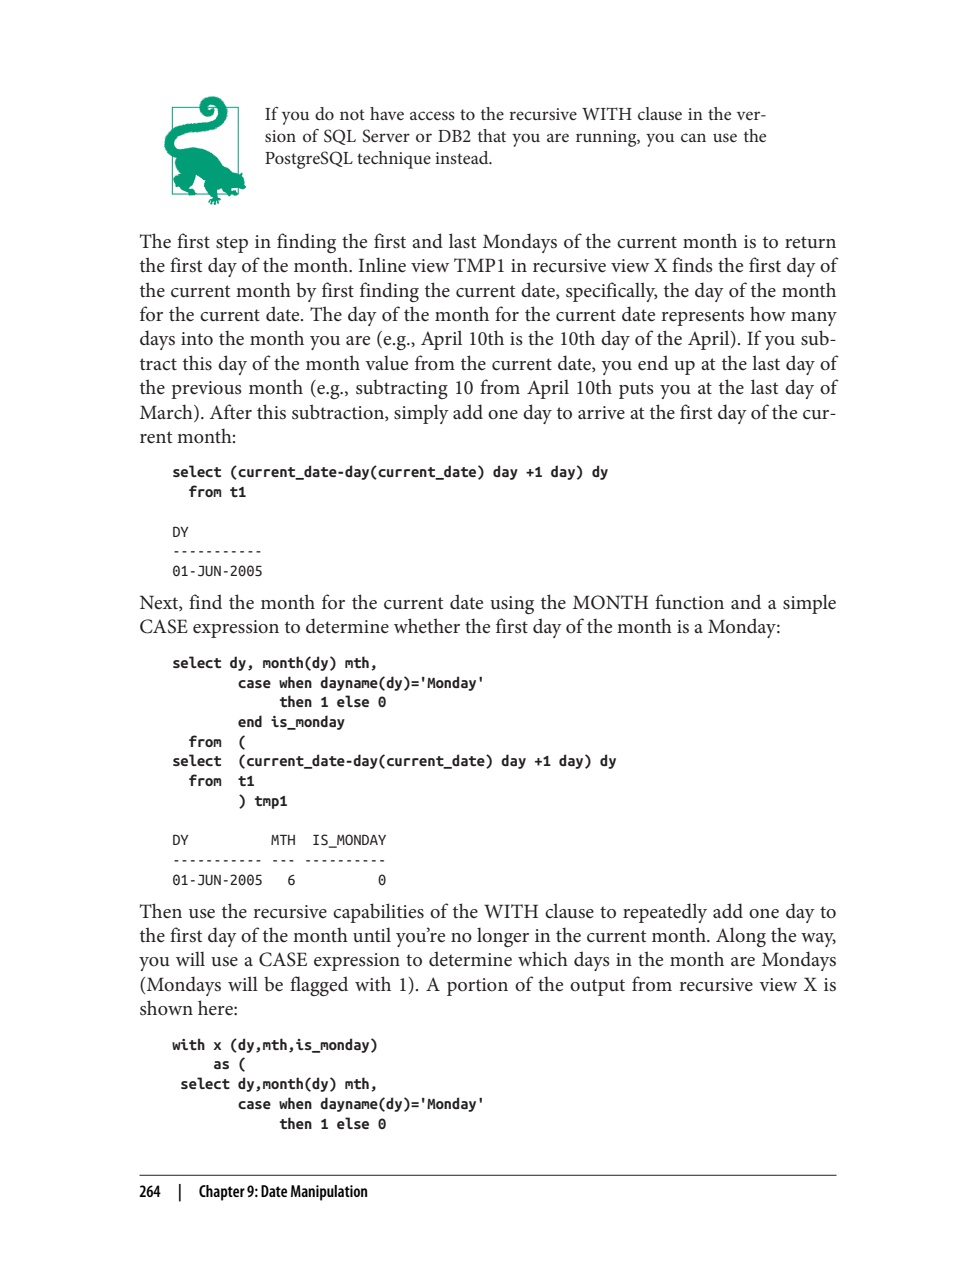 If you do not have access to the recursive WITH clause in the ver-
sion of SQL Server or DB2 that you are running, you can use the
PostgreSQL technique instead.
The first step in finding the first and last Mondays of the current month is to return
the first day of the month. Inline view TMP1 in recursive view X finds the first day of
the current month by first finding the current date, specifically, the day of the month
for the current date. The day of the month for the current date represents how many
days into the month you are (e.g., April 10th is the 10th day of the April). If you sub-
tract this day of the month value from the current date, you end up at the last day of
the previous month (e.g., subtracting 10 from April 10th puts you at the last day of
March). After this subtraction, simply add one day to arrive at the first day of the cur-
rent month:
select (current_date-day(current_date) day +1 day) dy
  from t1
DY
-----------
01-JUN-2005
Next, find the month for the current date using the MONTH function and a simple
CASE expression to determine whether the first day of the month is a Monday:
select dy, month(dy) mth,
        case when dayname(dy)='Monday'
             then 1 else 0
        end is_monday
  from  (
select  (current_date-day(current_date) day +1 day) dy
  from  t1
        ) tmp1
DY          MTH  IS_MONDAY
----------- --- ----------
01-JUN-2005   6          0
Then use the recursive capabilities of the WITH clause to repeatedly add one day to
the first day of the month until you’re no longer in the current month. Along the way,
you will use a CASE expression to determine which days in the month are Mondays
(Mondays will be flagged with 1). A portion of the output from recursive view X is
shown here:
with x (dy,mth,is_monday)
     as (
 select dy,month(dy) mth,
        case when dayname(dy)='Monday'
             then 1 else 0
264 | Chapter 9: Date Manipulation